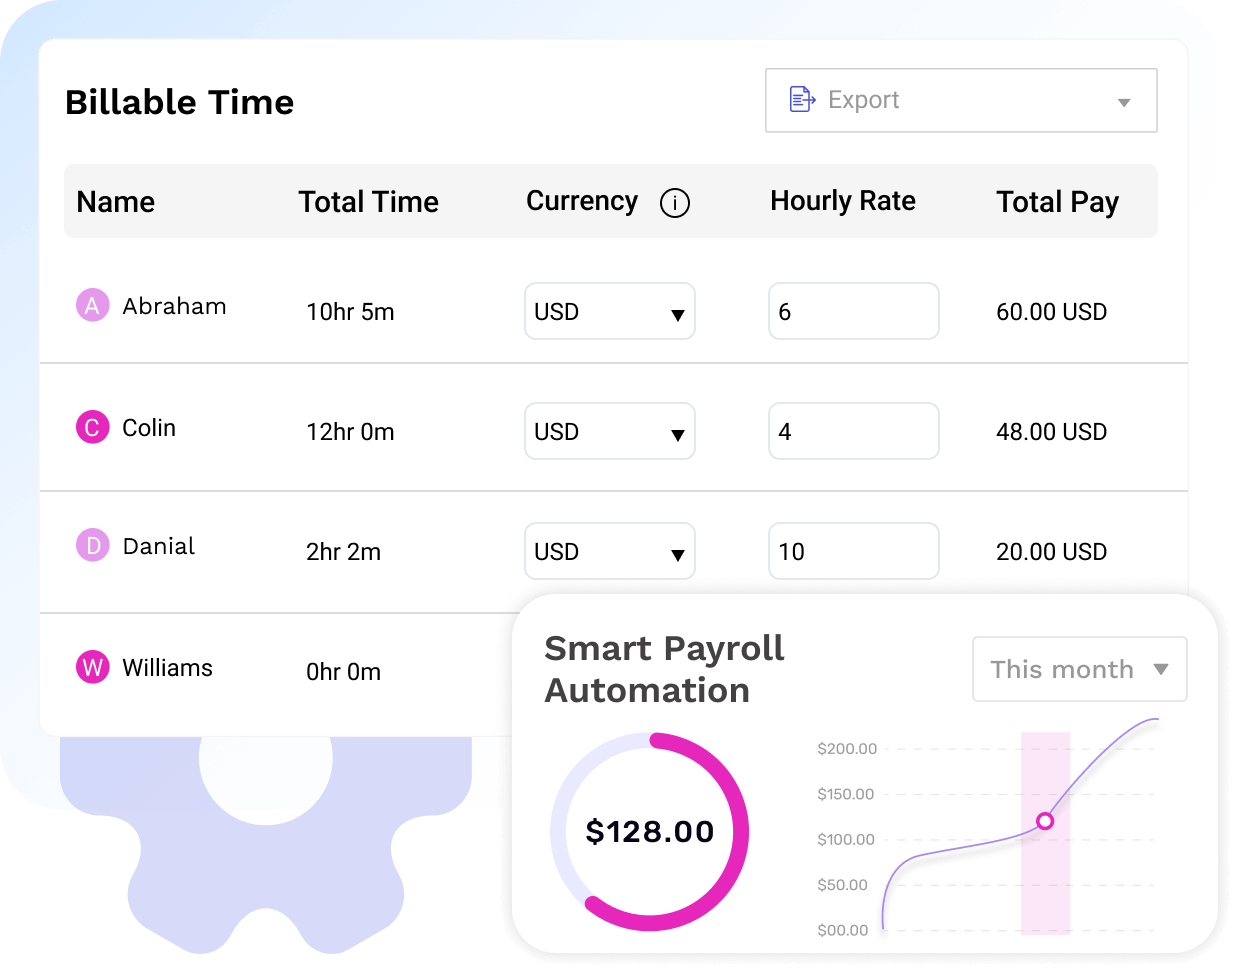 Billable Time
Export
Name Total Time Currency i Hourly Rate Total Pay
A Abraham 10hr 5m USD 6 60.00 USD
C Colin 12hr 0m USD 4 48.00 USD
D Danial 2hr 2m USD 10 20.00 USD
W Williams 0hr 0m
Smart Payroll
Automation
This month
$128.00
$200.00
$150.00
$100.00
$50.00
$00.00